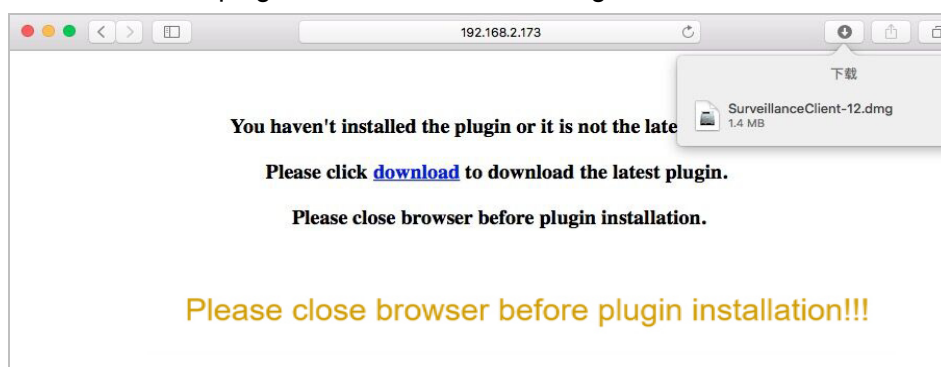 192.168.2.173
下载
SurveillanceClient-12.dmg
1.4 MB
You haven't installed the plugin or it is not the late
Please click download to download the latest plugin.
Please close browser before plugin installation.
Please close browser before plugin installation!!!